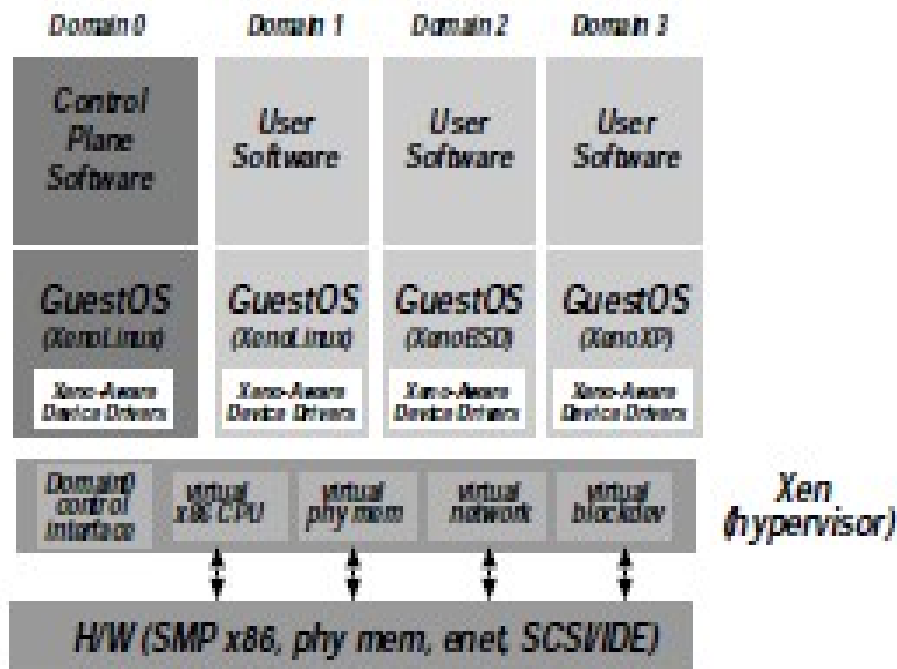 Domain 0
Domain 1
Domain 2
Domain 3
Control
Plane
Software
User
Software
User
Software
User
Software
GuestOS
(XenoLinux)
GuestOS
(XenoLinux)
GuestOS
(XenoBSD)
GuestOS
(XenoXP)
Xeno-Aware
Device Drivers
Xeno-Aware
Device Drivers
Xeno-Aware
Device Drivers
Xeno-Aware
Device Drivers
Domain0
control
interface
virtual
x86 CPU
virtual
phy mem
virtual
network
virtual
blockdev
Xen
(hypervisor)
H/W (SMP x86, phy mem, enet, SCSI/IDE)